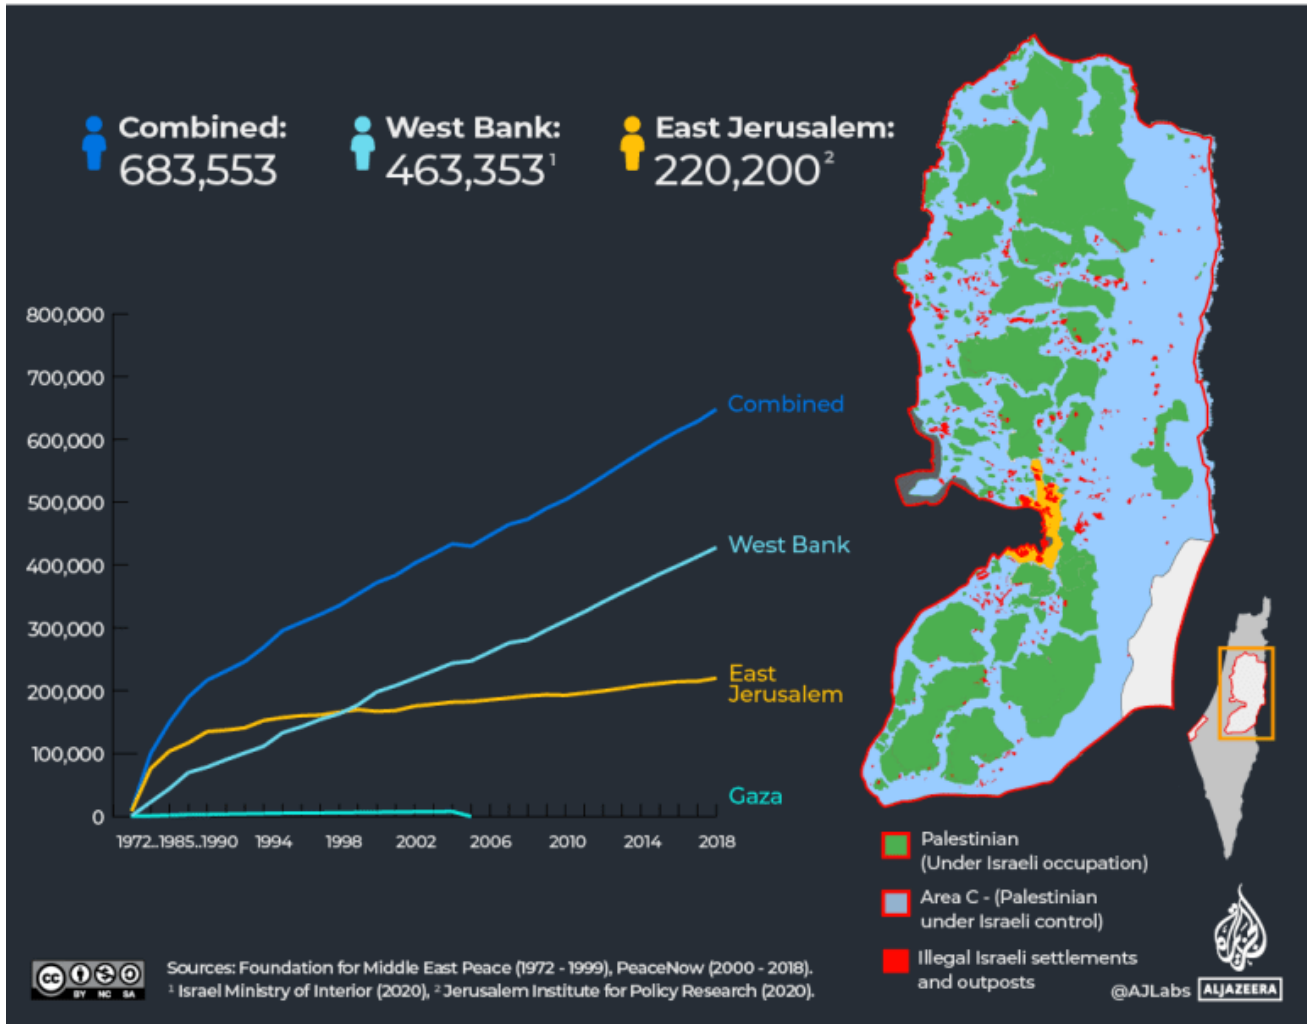 Combined:
683,553
West Bank:
463,353¹
East Jerusalem:
220,200²
800,000
700,000
600,000
500,000
400,000
300,000
200,000
100,000
0
Combined
West Bank
East
Jerusalem
Gaza
1972..1985..1990 1994 1998 2002 2006 2010 2014 2018
Palestinian
(Under Israeli occupation)
Area C - (Palestinian
under Israeli control)
Illegal Israeli settlements
and outposts
cc
BY NC SA
Sources: Foundation for Middle East Peace (1972 - 1999), PeaceNow (2000 - 2018).
¹ Israel Ministry of Interior (2020), ² Jerusalem Institute for Policy Research (2020).
@AJLabs ALJAZEERA